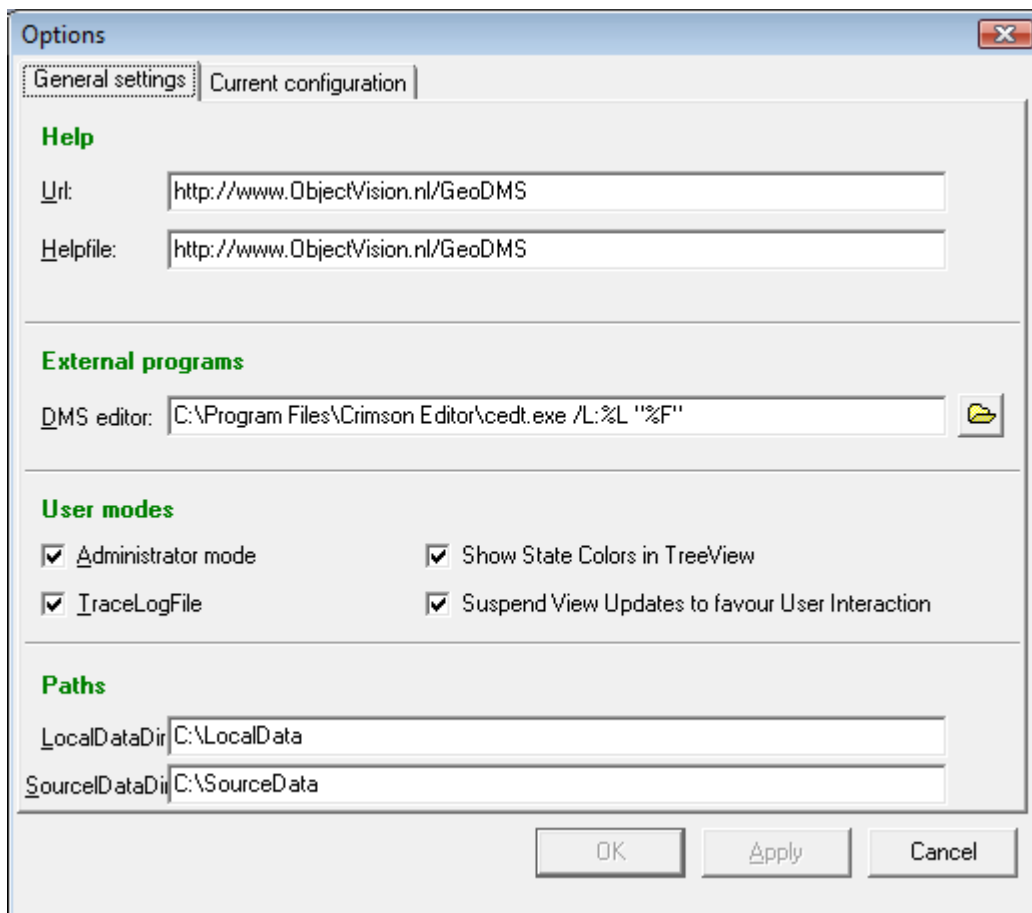 Options
General settings
Current configuration
Help
Url:
http://www.ObjectVision.nl/GeoDMS
Helpfile:
http://www.ObjectVision.nl/GeoDMS
External programs
DMS editor:
C:\Program Files\Crimson Editor\cedt.exe /L:%L "%F"
User modes
Administrator mode
Show State Colors in TreeView
TraceLogFile
Suspend View Updates to favour User Interaction
Paths
LocalDataDir
C:\LocalData
SourcelDataDir
C:\SourceData
OK
Apply
Cancel